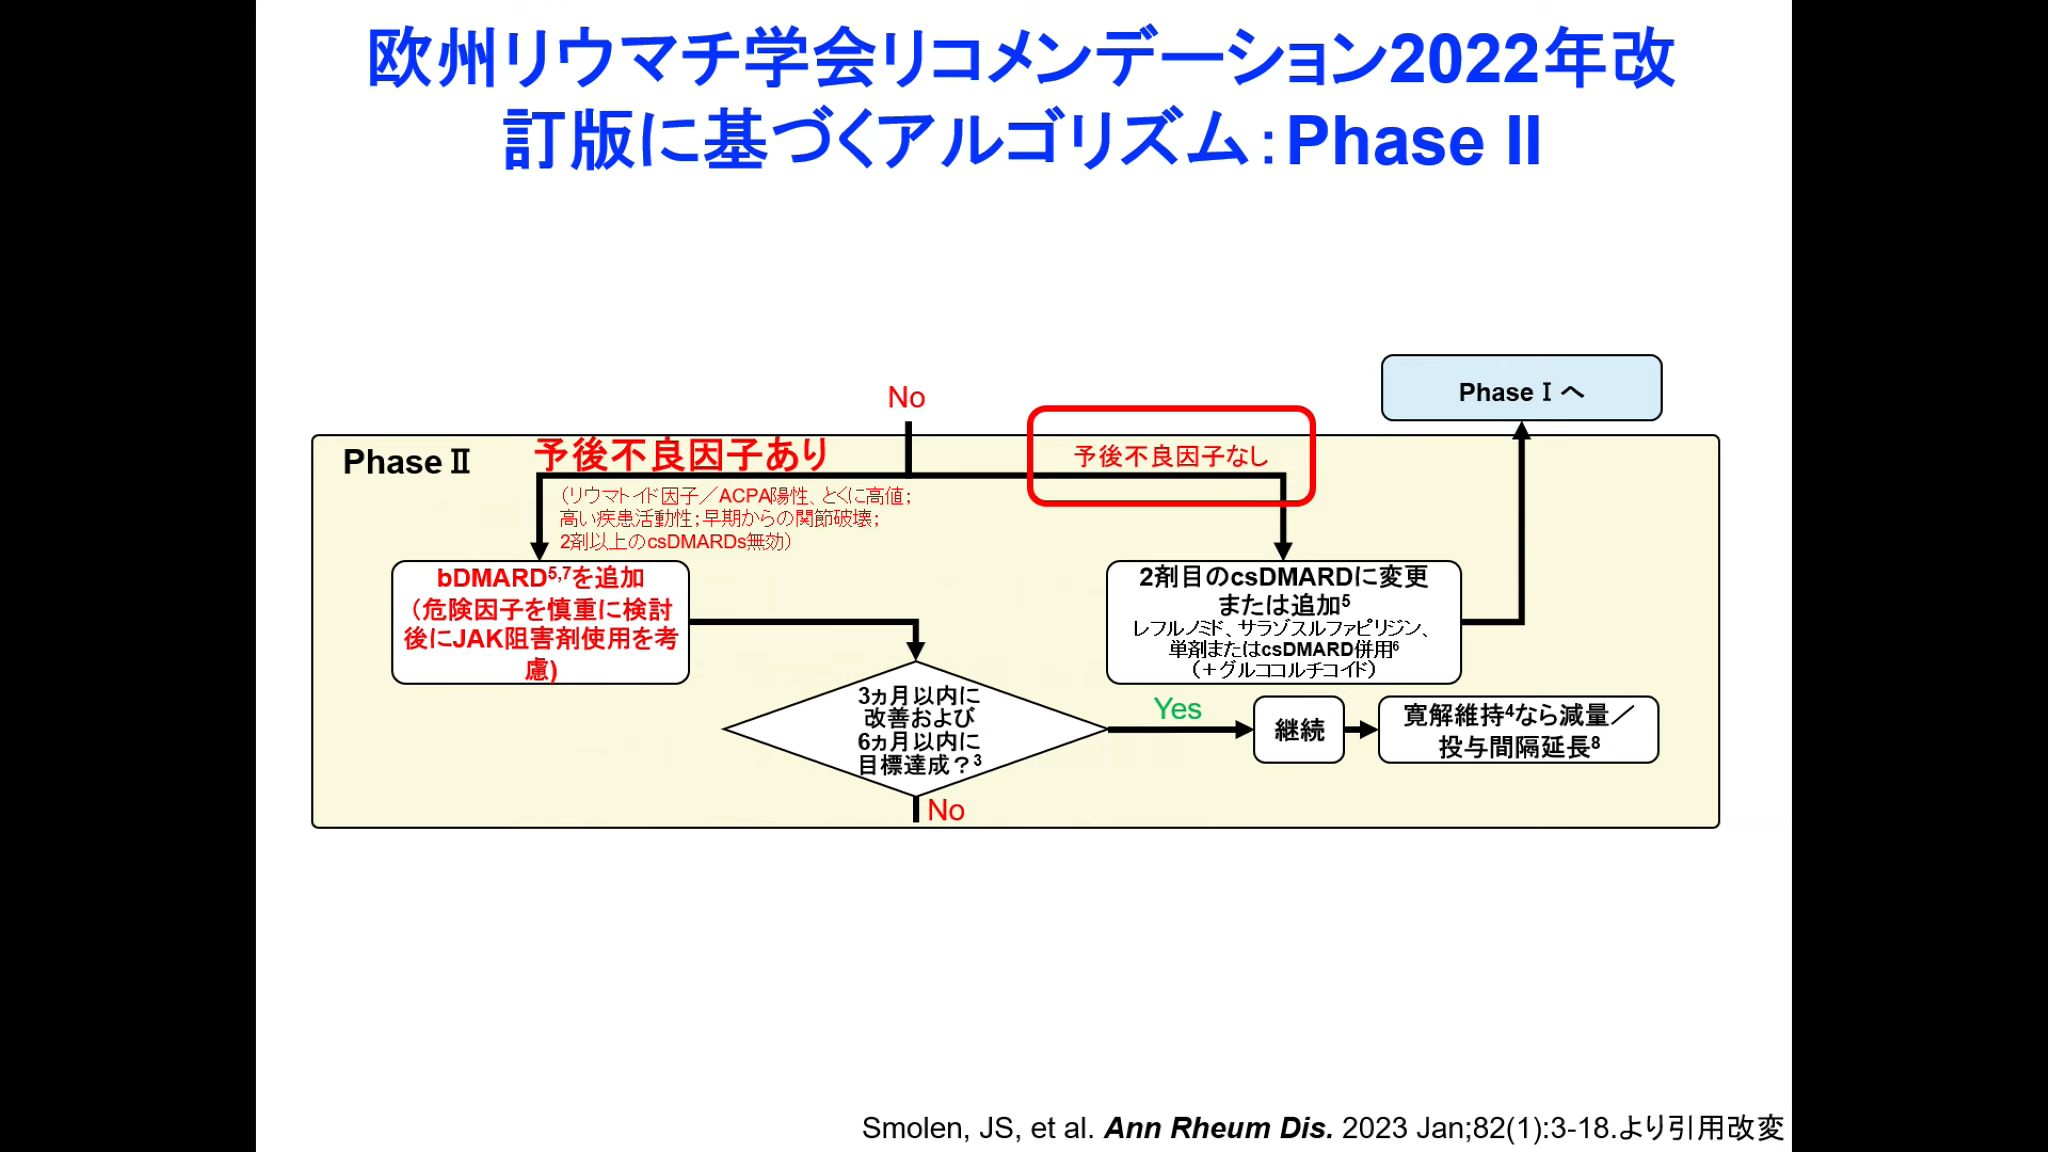 欧州リウマチ学会リコメンデーション2022年改
訂版に基づくアルゴリズム：Phase II
No
Phase I へ
Phase II
予後不良因子あり
予後不良因子なし
（リウマトイド因子／ACPA陽性、とくに高値；
高い疾患活動性；早期からの関節破壊；
2剤以上のcsDMARDs無効）
bDMARD5,7を追加
（危険因子を慎重に検討
後にJAK阻害剤使用を考
慮)
2剤目のcsDMARDに変更
または追加5
レフルノミド、サラゾスルファピリジン、
単剤またはcsDMARD併用6
（＋グルココルチコイド）
3ヵ月以内に
改善および
6ヵ月以内に
目標達成？3
Yes
継続
寛解維持4なら減量／
投与間隔延長8
No
Smolen, JS, et al. Ann Rheum Dis. 2023 Jan;82(1):3-18.より引用改変